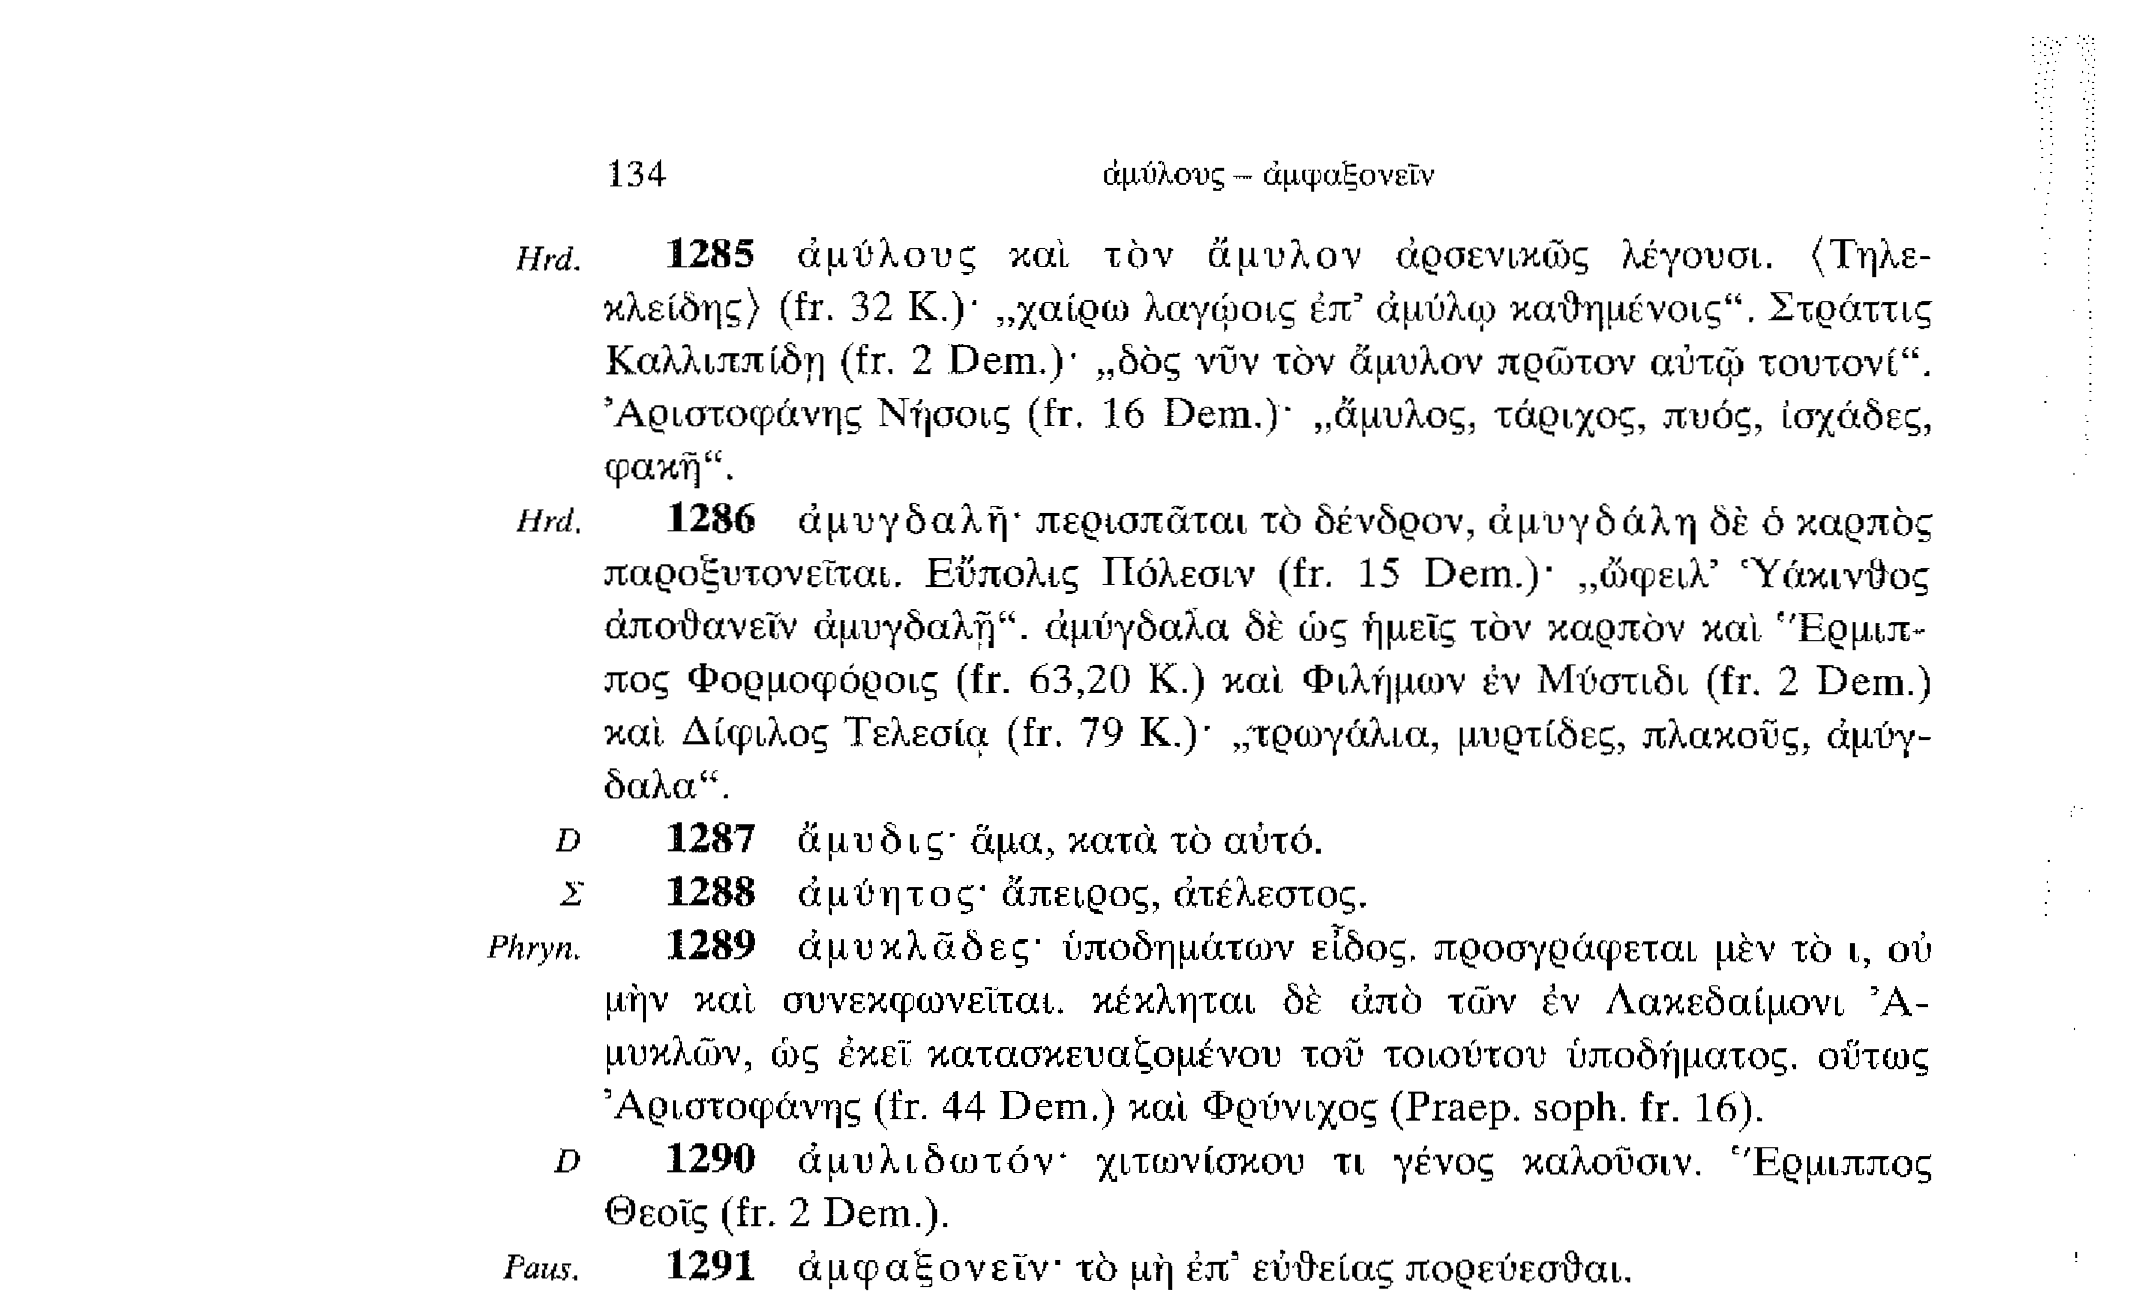 134 ἀμύλους – ἀμφαξονεῖν
Hrd. 1285 ἀμύλους καὶ τὸν ἄμυλον ἀρσενικῶς λέγουσι. ⟨Τηλε-
κλείδης⟩ (fr. 32 K.)· „χαίρω λαγῴοις ἐπ’ ἀμύλῳ καθημένοις“. Στράττις
Καλλιππίδῃ (fr. 2 Dem.)· „δὸς νῦν τὸν ἄμυλον πρῶτον αὐτῷ τουτονί“.
Ἀριστοφάνης Νήσοις (fr. 16 Dem.)· „ἄμυλος, τάριχος, πυός, ἰσχάδες,
φακῆ“.
Hrd. 1286 ἀμυγδαλῆ· περισπᾶται τὸ δένδρον, ἀμυγδάλη δὲ ὁ καρπὸς
παροξυτονεῖται. Εὔπολις Πόλεσιν (fr. 15 Dem.)· „ὤφειλ’ Ὑάκινθος
ἀποθανεῖν ἀμυγδαλῇ“. ἀμύγδαλα δὲ ὡς ἡμεῖς τὸν καρπὸν καὶ Ἕρμιπ-
πος Φορμοφόροις (fr. 63,20 K.) καὶ Φιλήμων ἐν Μύστιδι (fr. 2 Dem.)
καὶ Δίφιλος Τελεσίᾳ (fr. 79 K.)· „τρωγάλια, μυρτίδες, πλακοῦς, ἀμύγ-
δαλα“.
D 1287 ἄμυδις· ἅμα, κατὰ τὸ αὐτό.
Σ 1288 ἀμύητος· ἄπειρος, ἀτέλεστος.
Phryn. 1289 ἀμυκλᾶδες· ὑποδημάτων εἶδος. προσγράφεται μὲν τὸ ι, οὐ
μὴν καὶ συνεκφωνεῖται. κέκληται δὲ ἀπὸ τῶν ἐν Λακεδαίμονι Ἀ-
μυκλῶν, ὡς ἐκεῖ κατασκευαζομένου τοῦ τοιούτου ὑποδήματος. οὕτως
Ἀριστοφάνης (fr. 44 Dem.) καὶ Φρύνιχος (Praep. soph. fr. 16).
D 1290 ἀμυλιδωτόν· χιτωνίσκου τι γένος καλοῦσιν. Ἕρμιππος
Θεοῖς (fr. 2 Dem.).
Paus. 1291 ἀμφαξονεῖν· τὸ μὴ ἐπ’ εὐθείας πορεύεσθαι.